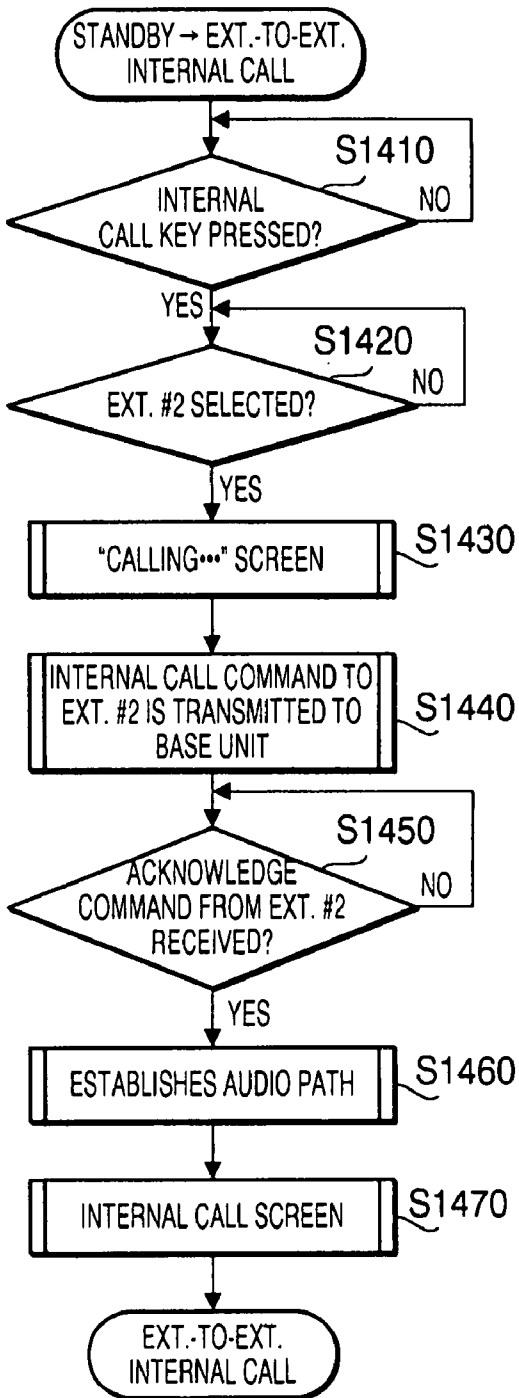 STANDBY → EXT.-TO-EXT.
INTERNAL CALL
S1410
INTERNAL
CALL KEY PRESSED?
NO
YES
S1420
EXT. #2 SELECTED?
NO
YES
"CALLING•••" SCREEN
S1430
INTERNAL CALL COMMAND TO
EXT. #2 IS TRANSMITTED TO
BASE UNIT
S1440
S1450
ACKNOWLEDGE
COMMAND FROM EXT. #2
RECEIVED?
NO
YES
ESTABLISHES AUDIO PATH
S1460
INTERNAL CALL SCREEN
S1470
EXT.-TO-EXT.
INTERNAL CALL